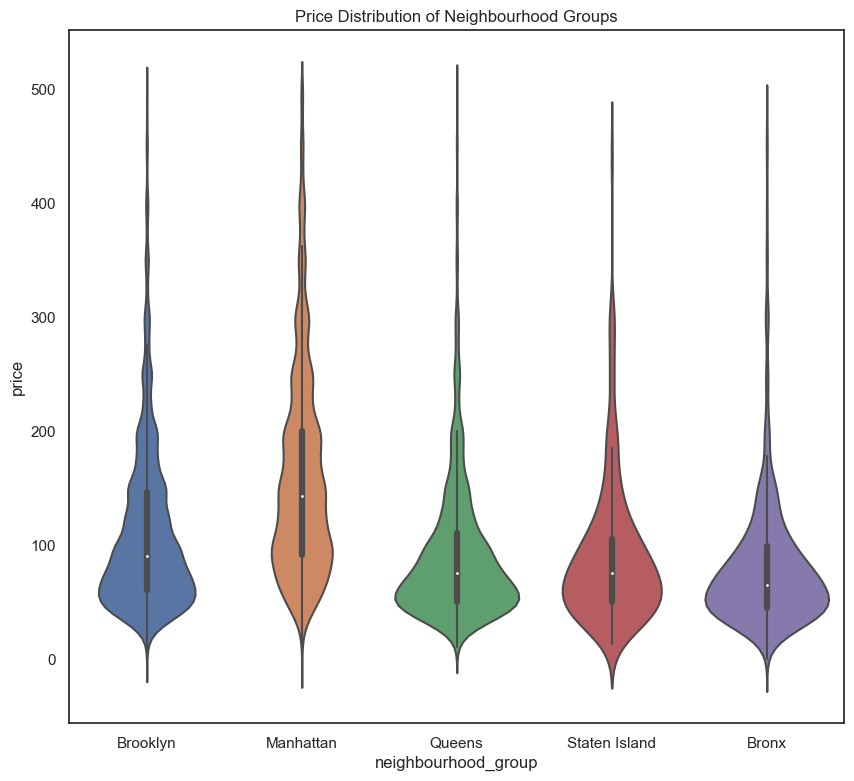 Price Distribution of Neighbourhood Groups
500
400
300
200
100
0
price
Brooklyn
Manhattan
Queens
Staten Island
Bronx
neighbourhood_group